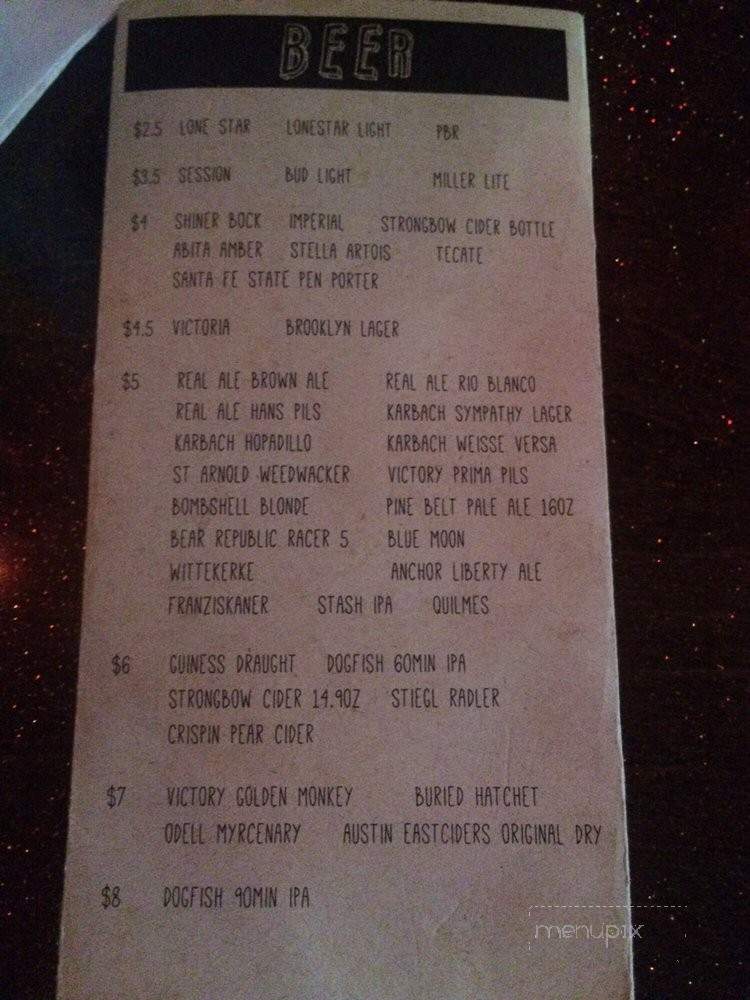 BEER
$2.5 LONE STAR LONESTAR LIGHT PBR
$3.5 SESSION BUD LIGHT MILLER LITE
$4 SHINER BOCK IMPERIAL STRONGBOW CIDER BOTTLE
ABITA AMBER STELLA ARTOIS TECATE
SANTA FE STATE PEN PORTER
$4.5 VICTORIA BROOKLYN LAGER
$5 REAL ALE BROWN ALE REAL ALE RIO BLANCO
REAL ALE HANS PILS KARBACH SYMPATHY LAGER
KARBACH HOPADILLO KARBACH WEISSE VERSA
ST ARNOLD WEEDWACKER VICTORY PRIMA PILS
BOMBSHELL BLONDE PINE BELT PALE ALE 16OZ
BEAR REPUBLIC RACER 5 BLUE MOON
WITTEKERKE ANCHOR LIBERTY ALE
FRANZISKANER STASH IPA QUILMES
$6 GUINESS DRAUGHT DOGFISH 60MIN IPA
STRONGBOW CIDER 14.9OZ STIEGL RADLER
CRISPIN PEAR CIDER
$7 VICTORY GOLDEN MONKEY BURIED HATCHET
ODELL MYRCENARY AUSTIN EASTCIDERS ORIGINAL DRY
$8 DOGFISH 90MIN IPA
menupix